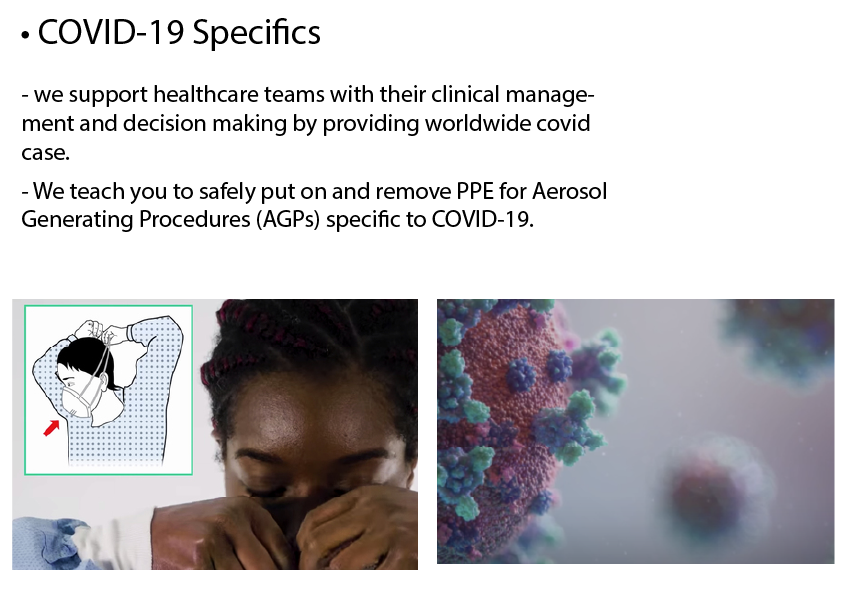 • COVID-19 Specifics
- we support healthcare teams with their clinical manage-
ment and decision making by providing worldwide covid
case.
- We teach you to safely put on and remove PPE for Aerosol
Generating Procedures (AGPs) specific to COVID-19.